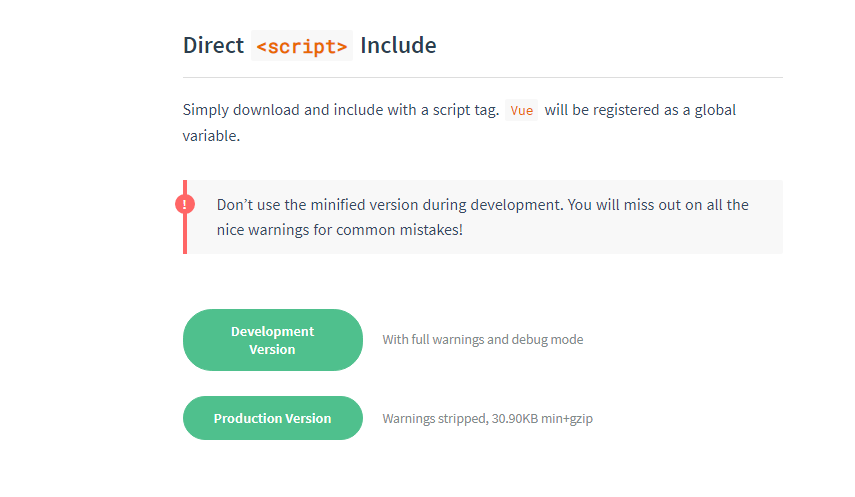 Direct <script> Include
Simply download and include with a script tag. Vue will be registered as a global
variable.
!
Don’t use the minified version during development. You will miss out on all the
nice warnings for common mistakes!
Development
Version
With full warnings and debug mode
Production Version
Warnings stripped, 30.90KB min+gzip